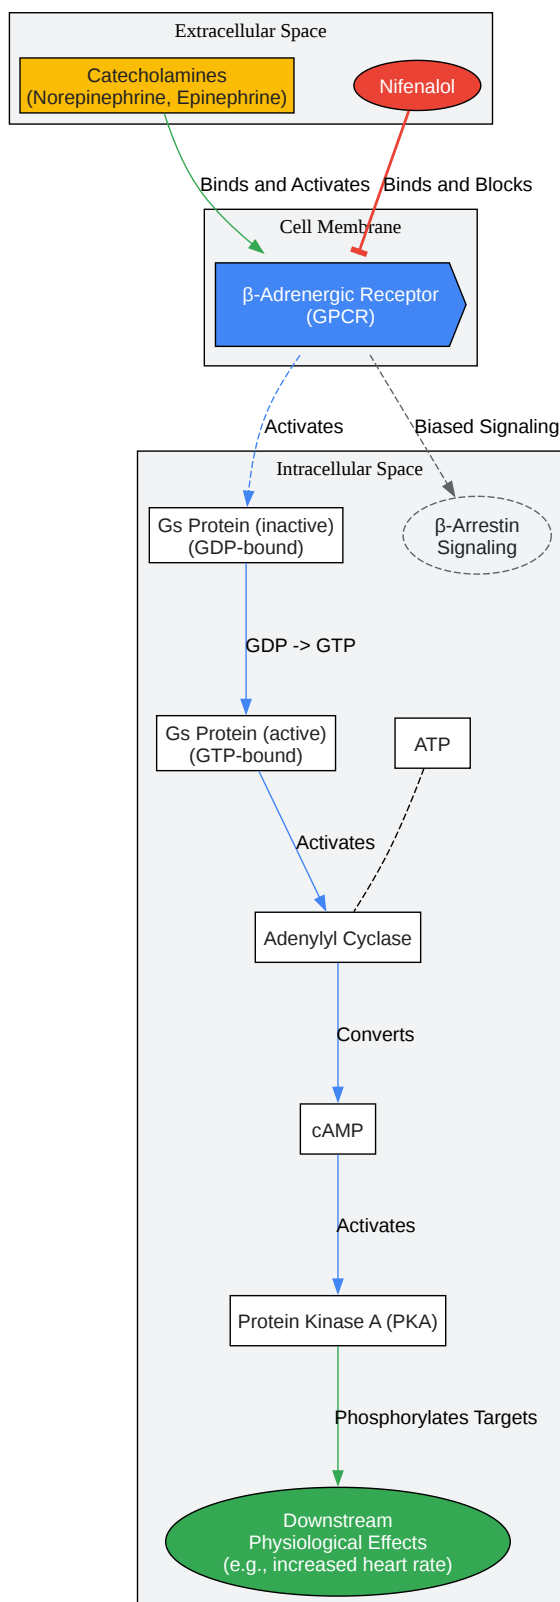 Extracellular Space
Catecholamines
(Norepinephrine, Epinephrine)
Nifenalol
Binds and Activates
Binds and Blocks
Cell Membrane
β-Adrenergic Receptor
(GPCR)
Activates
Biased Signaling
Intracellular Space
Gs Protein (inactive)
(GDP-bound)
β-Arrestin
Signaling
GDP -> GTP
Gs Protein (active)
(GTP-bound)
ATP
Activates
Adenylyl Cyclase
Converts
cAMP
Activates
Protein Kinase A (PKA)
Phosphorylates Targets
Downstream
Physiological Effects
(e.g., increased heart rate)